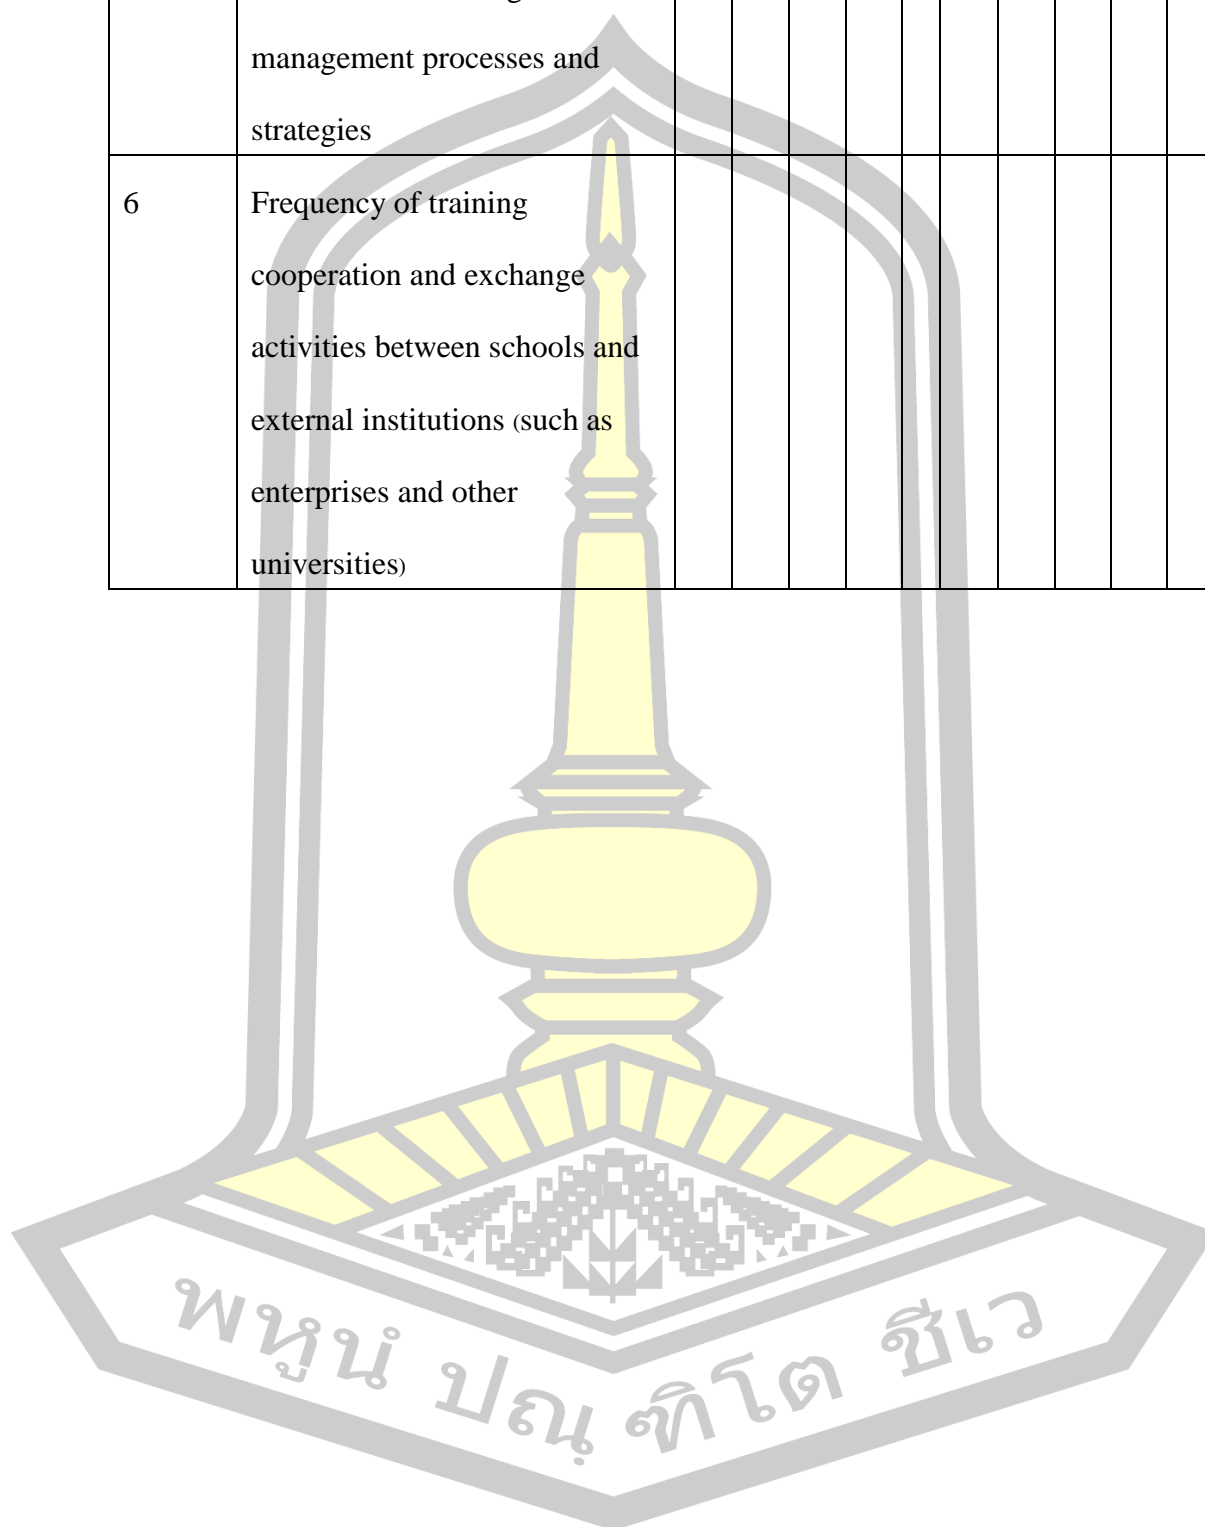 management processes and
strategies
6
Frequency of training
cooperation and exchange
activities between schools and
external institutions (such as
enterprises and other
universities)
พหูนํ ปณฺฑิโต ชีเว